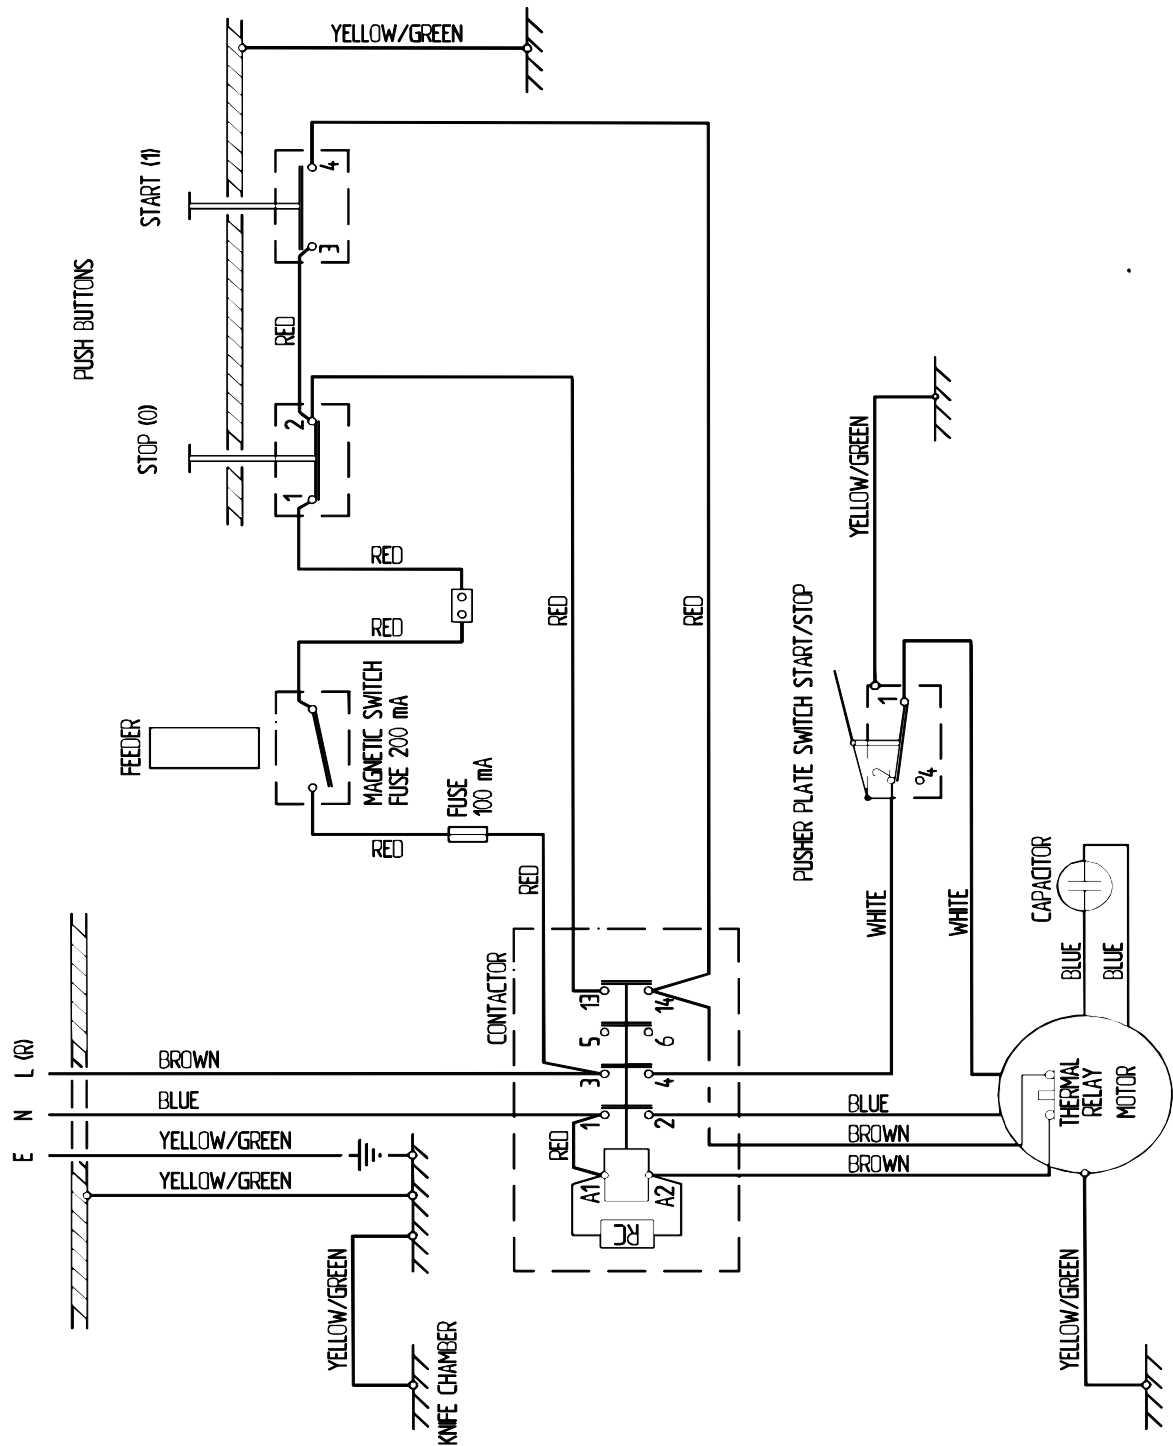 PUSH BUTTONS
START (1)
STOP (0)
YELLOW/GREEN
3
4
RED
1
2
RED
RED
FEEDER
MAGNETIC SWITCH
FUSE 200 mA
FUSE
100 mA
RED
RED
RED
RED
L (R)
N
E
BROWN
BLUE
YELLOW/GREEN
YELLOW/GREEN
YELLOW/GREEN
KNIFE CHAMBER
CONTACTOR
13
14
5
6
3
4
1
2
RED
A1
A2
RC
PUSHER PLATE SWITCH START/STOP
YELLOW/GREEN
1
2
4
WHITE
WHITE
BLUE
BROWN
BROWN
CAPACITOR
BLUE
BLUE
THERMAL
RELAY
MOTOR
YELLOW/GREEN